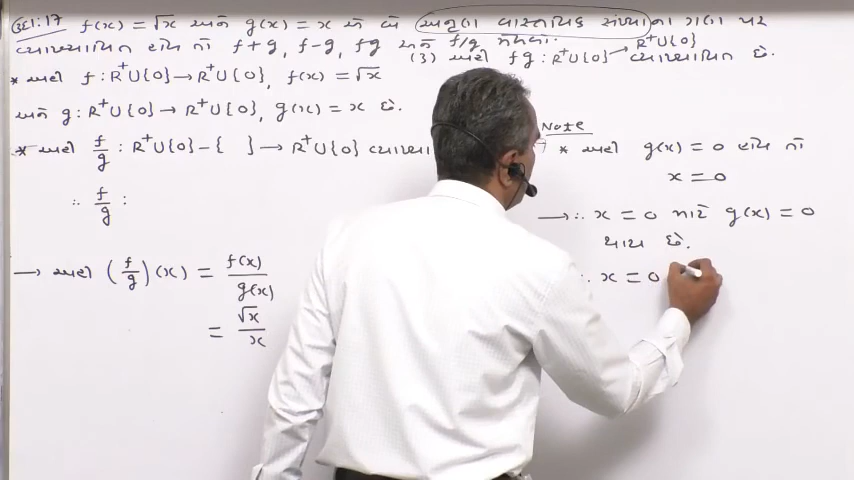 ઉદા:17 f(x) = √x અને g(x) = x એ બે અનૃણ વાસ્તવિક સંખ્યાના ગણ પર
વ્યાખ્યાયિત હોય તો f+g, f-g, fg અને f/g મેળવો.
* અહીં f : R⁺∪{0} → R⁺∪{0}, f(x) = √x
અને g : R⁺∪{0} → R⁺∪{0}, g(x) = x છે.
* અહીં f/g : R⁺∪{0} - { } → R⁺∪{0}
∴ f/g :
→ અહીં (f/g)(x) = f(x)/g(x)
= √x/x
(3) અહીં fg : R⁺∪{0} → R⁺∪{0} વ્યાખ્યાયિત છે.
Note
* અહીં g(x) = 0 હોય તો
x = 0
→ ∴ x = 0 માટે g(x) = 0
થાય છે.
∴ x = 0